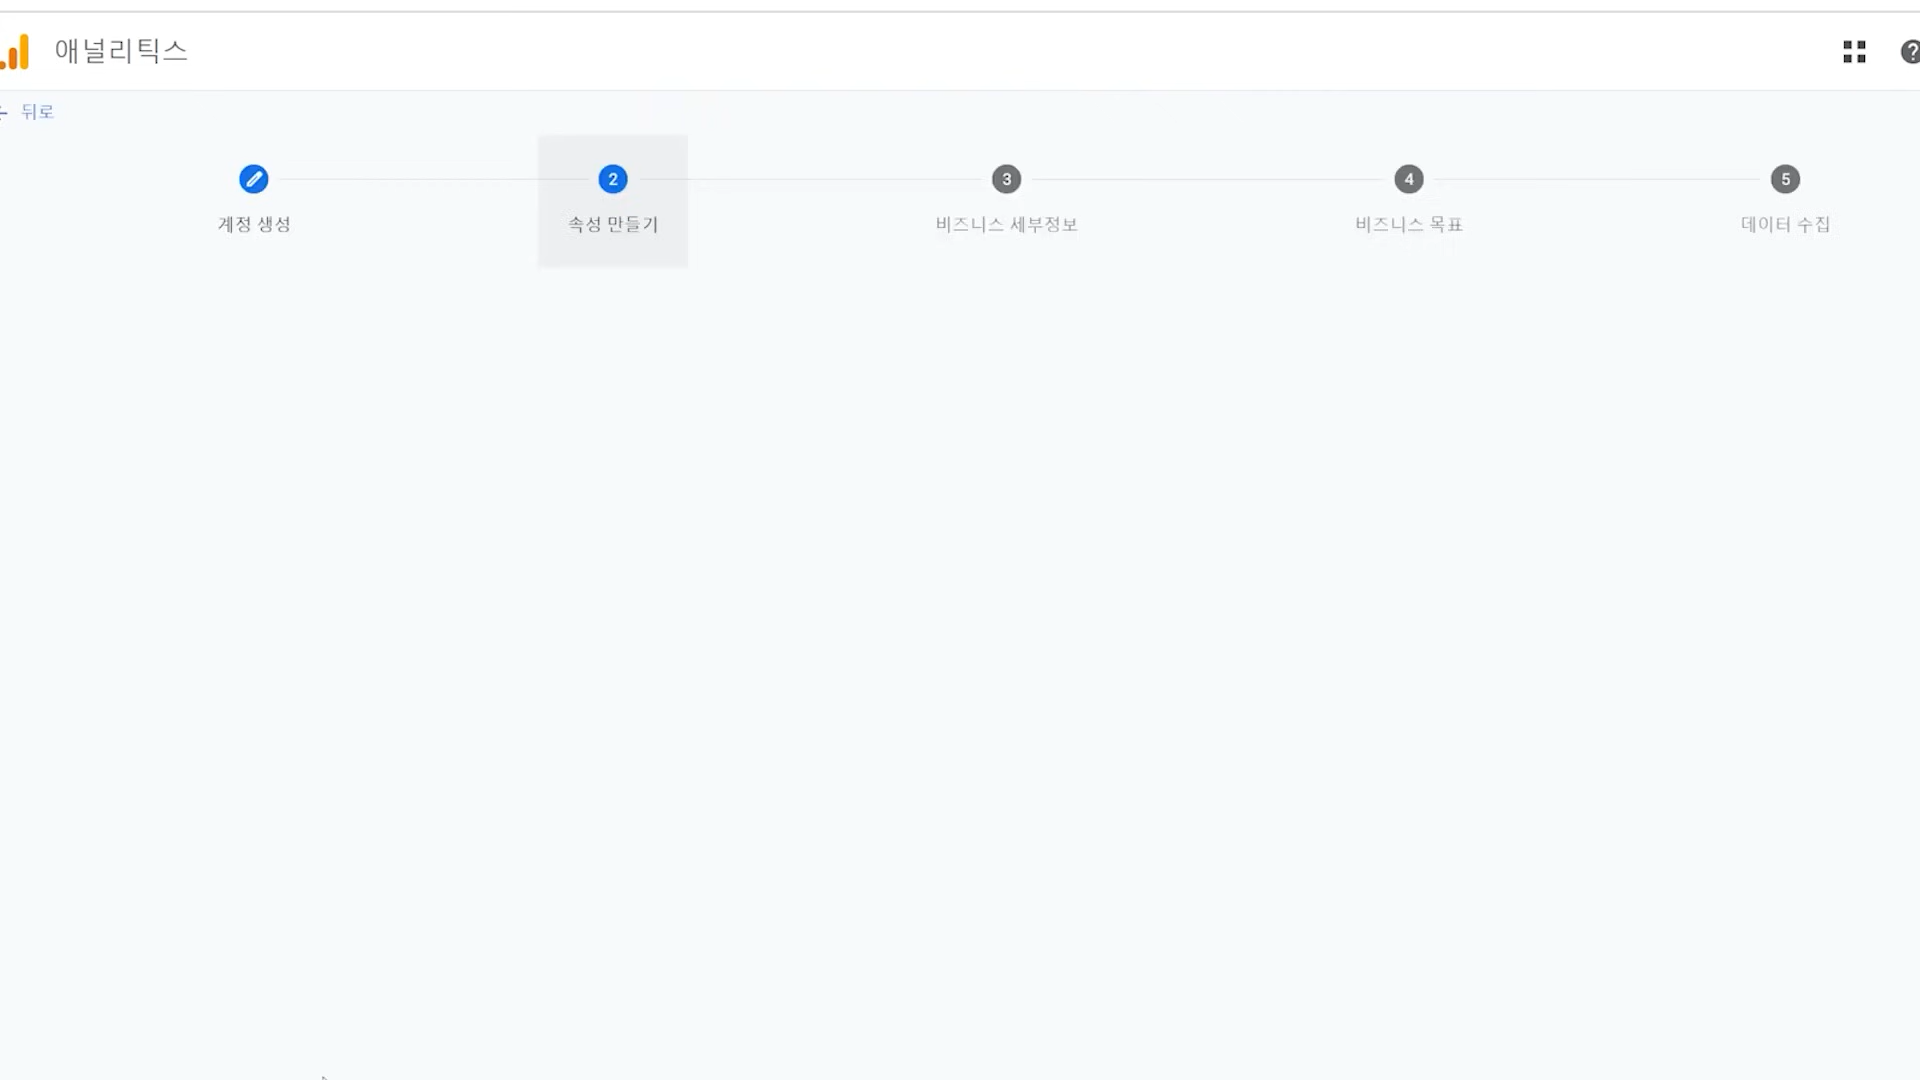 애널리틱스
뒤로
2
3
4
5
계정 생성
속성 만들기
비즈니스 세부정보
비즈니스 목표
데이터 수집